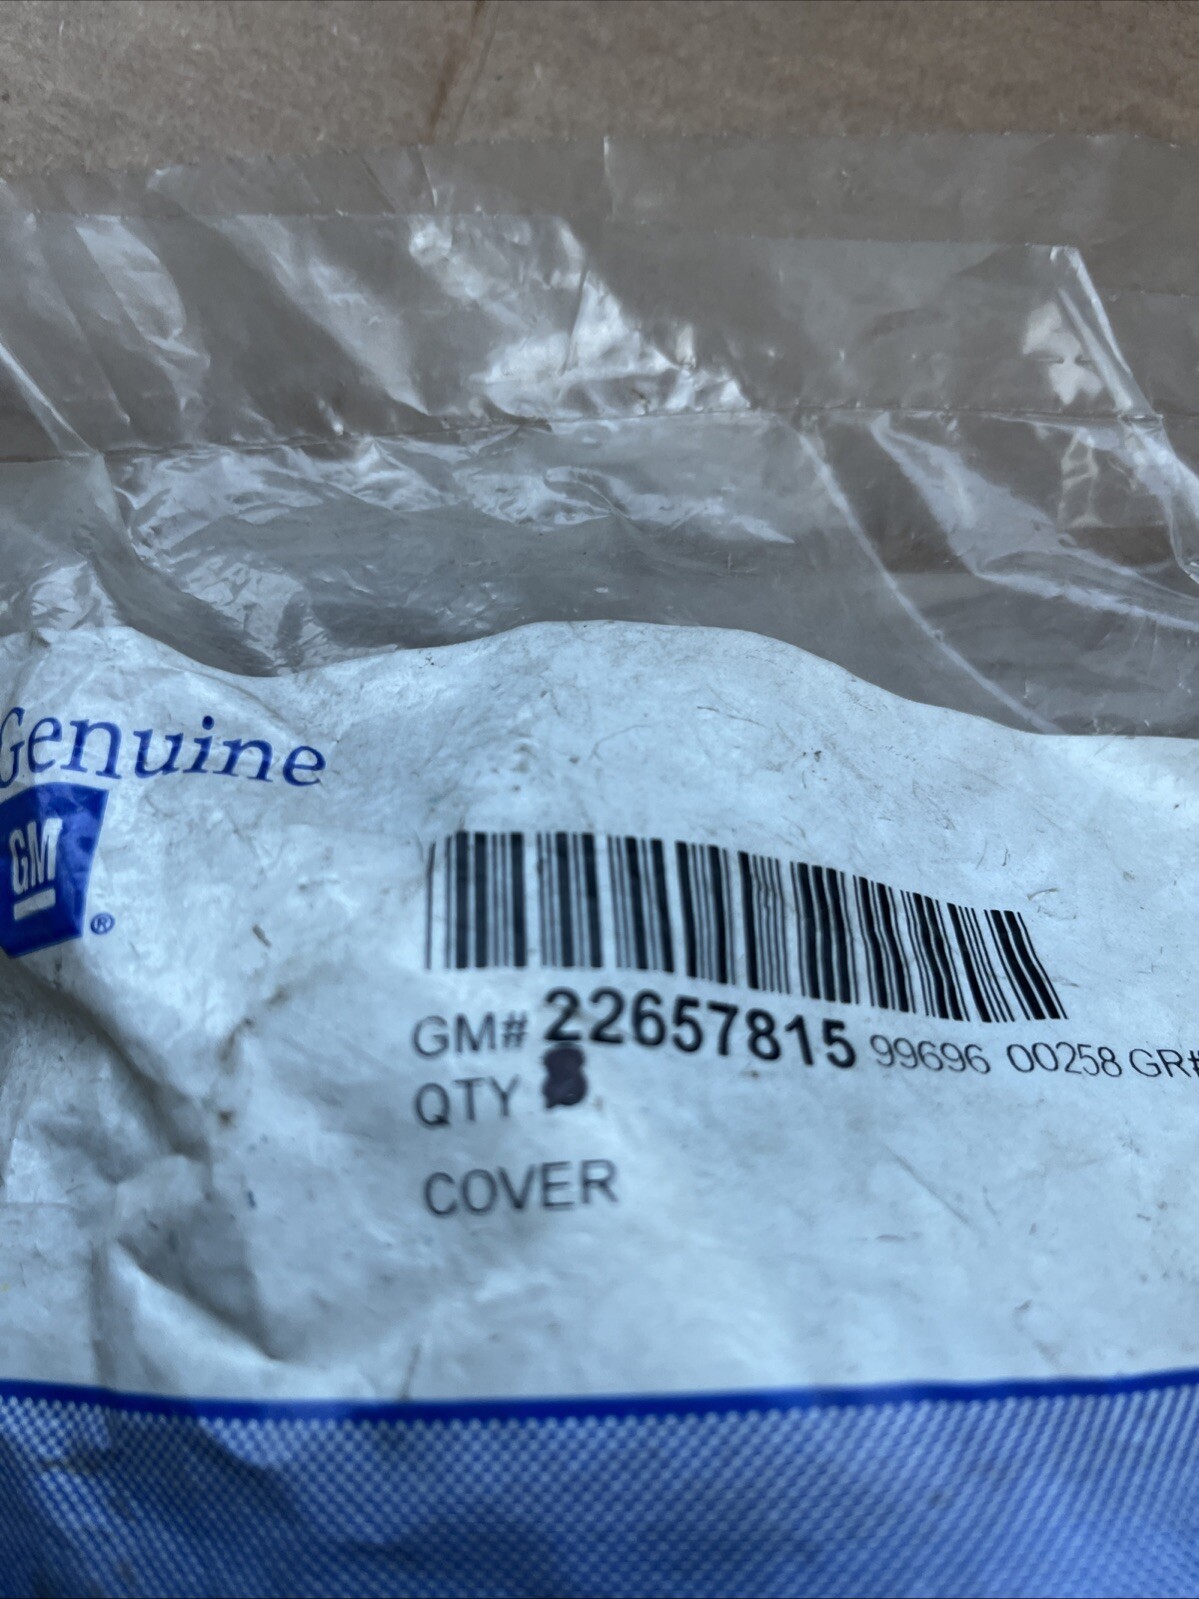 Genuine
GM
®
GM# 22657815 99696 00258 GR#
QTY
COVER